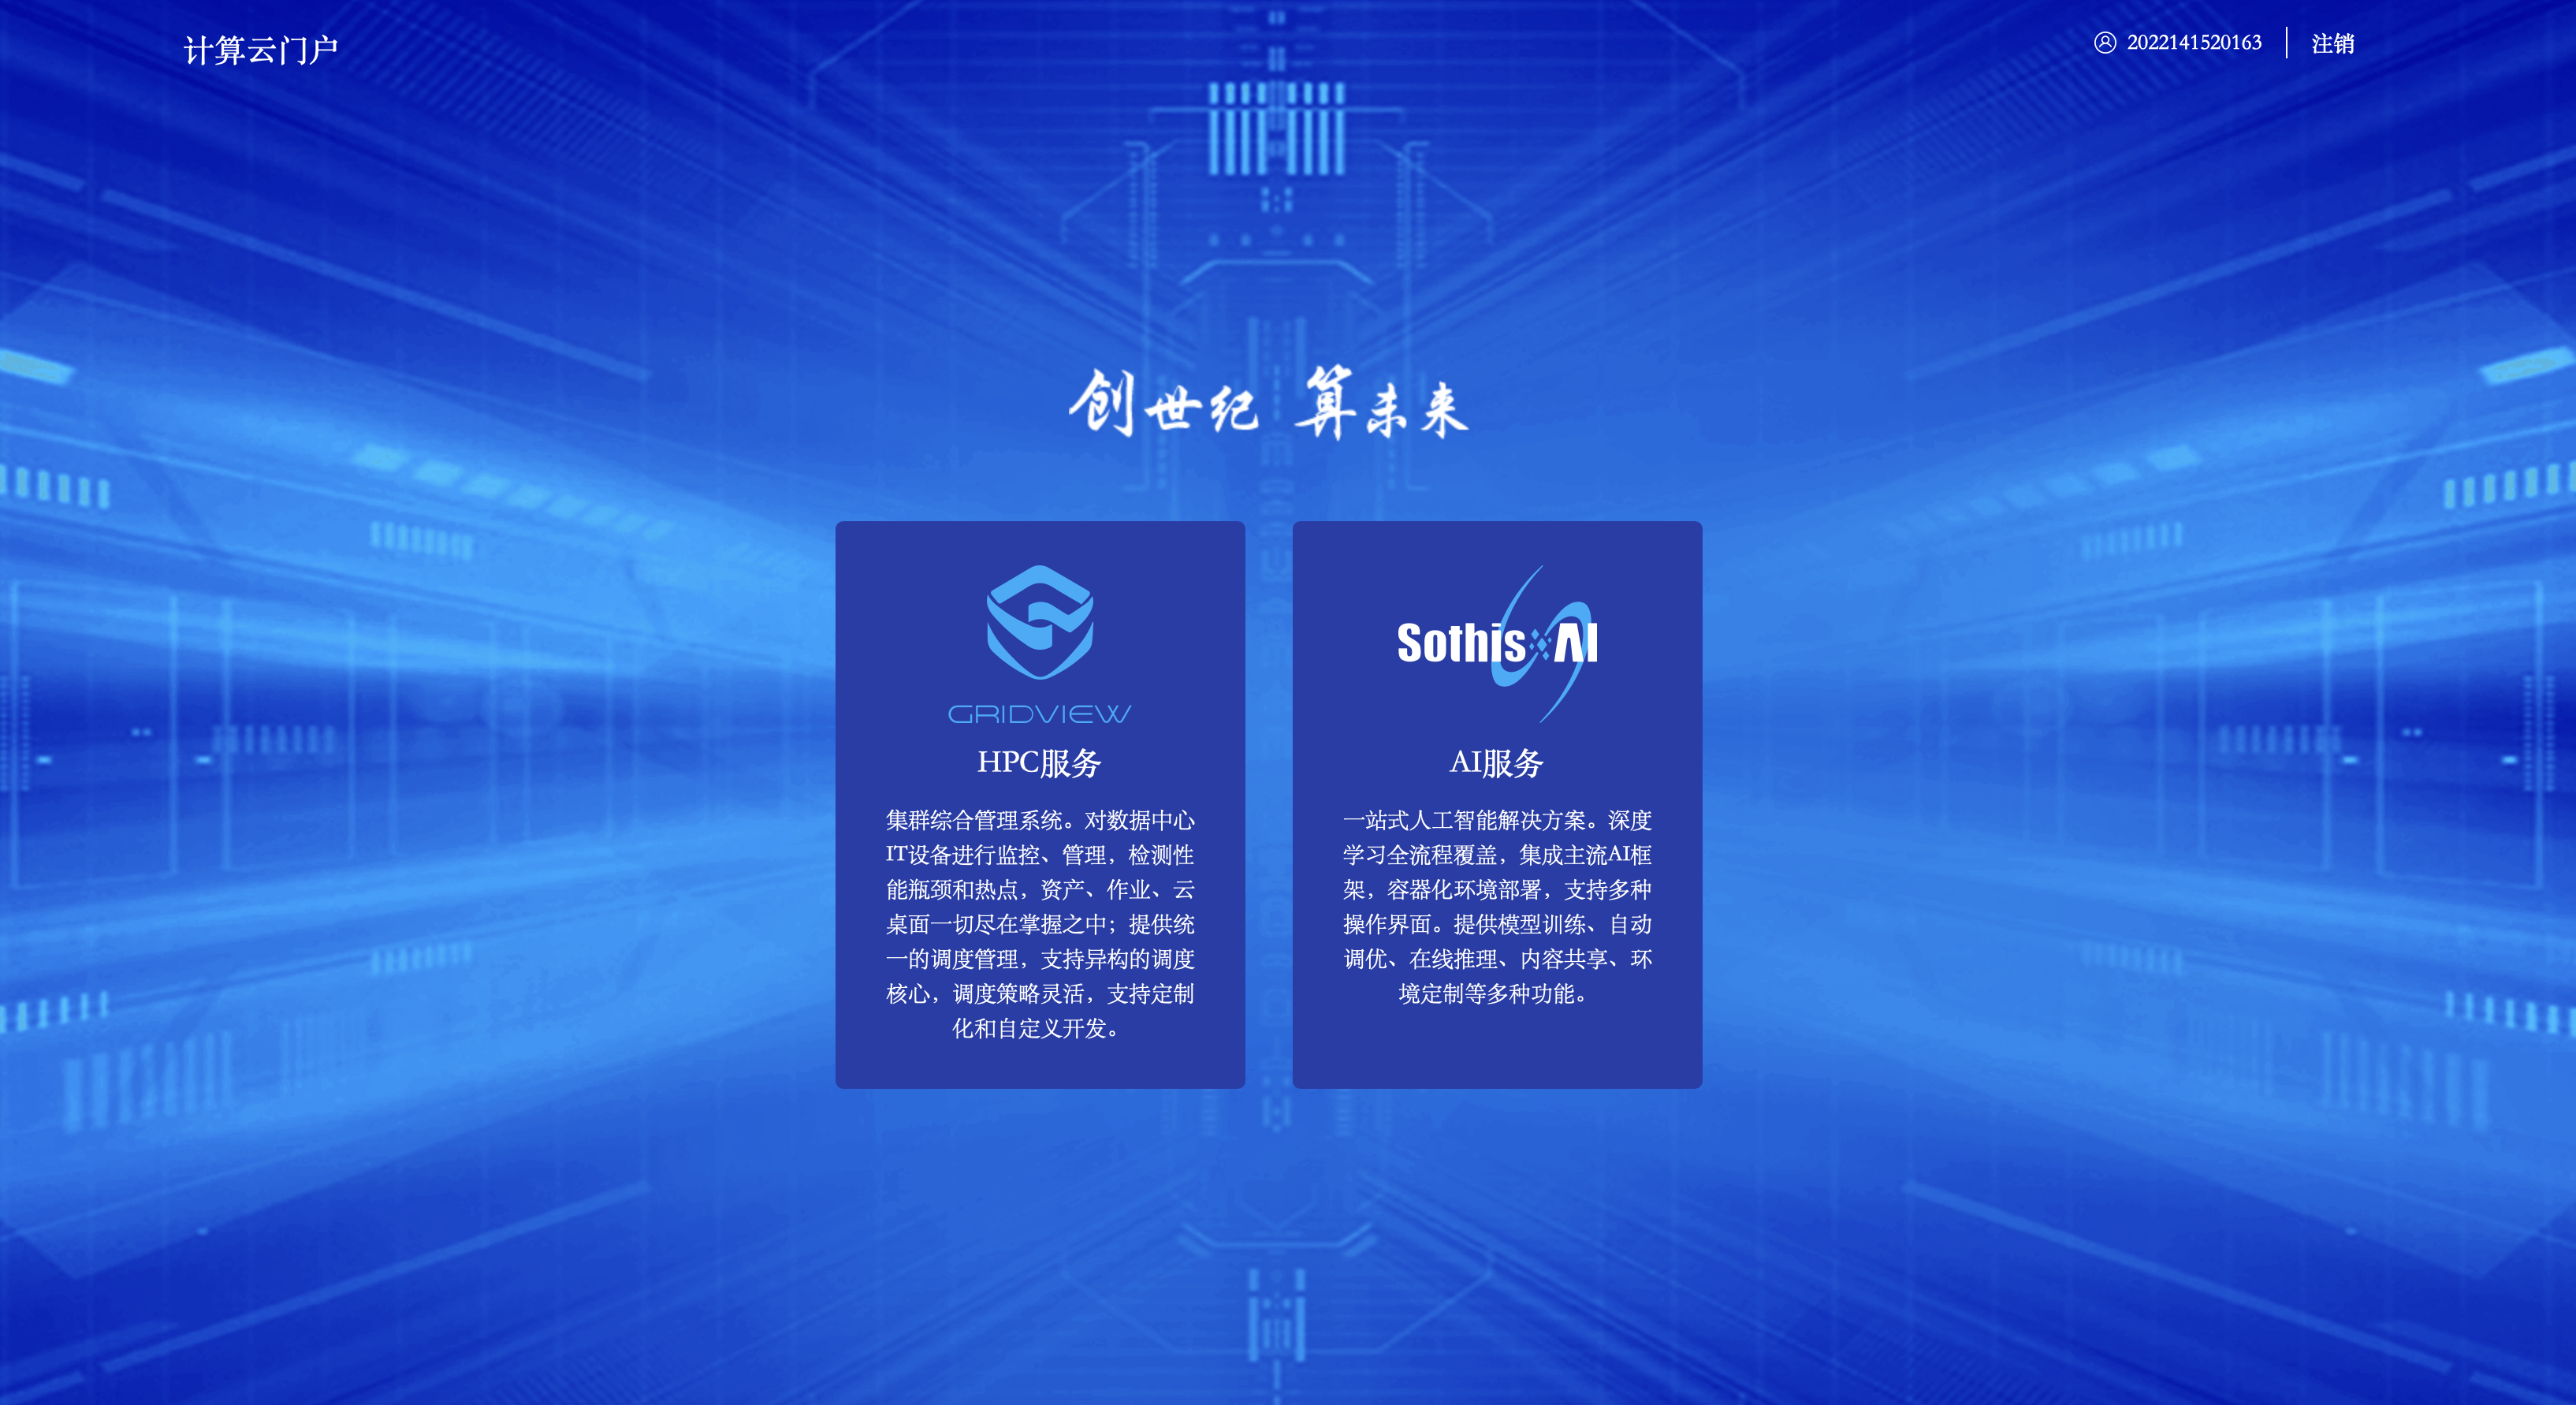 计算云门户
2022141520163
注销
创世纪 算未来
GRIDVIEW
HPC服务
集群综合管理系统。对数据中心
IT设备进行监控、管理，检测性
能瓶颈和热点，资产、作业、云
桌面一切尽在掌握之中；提供统
一的调度管理，支持异构的调度
核心，调度策略灵活，支持定制
化和自定义开发。
Sothis AI
AI服务
一站式人工智能解决方案。深度
学习全流程覆盖，集成主流AI框
架，容器化环境部署，支持多种
操作界面。提供模型训练、自动
调优、在线推理、内容共享、环
境定制等多种功能。